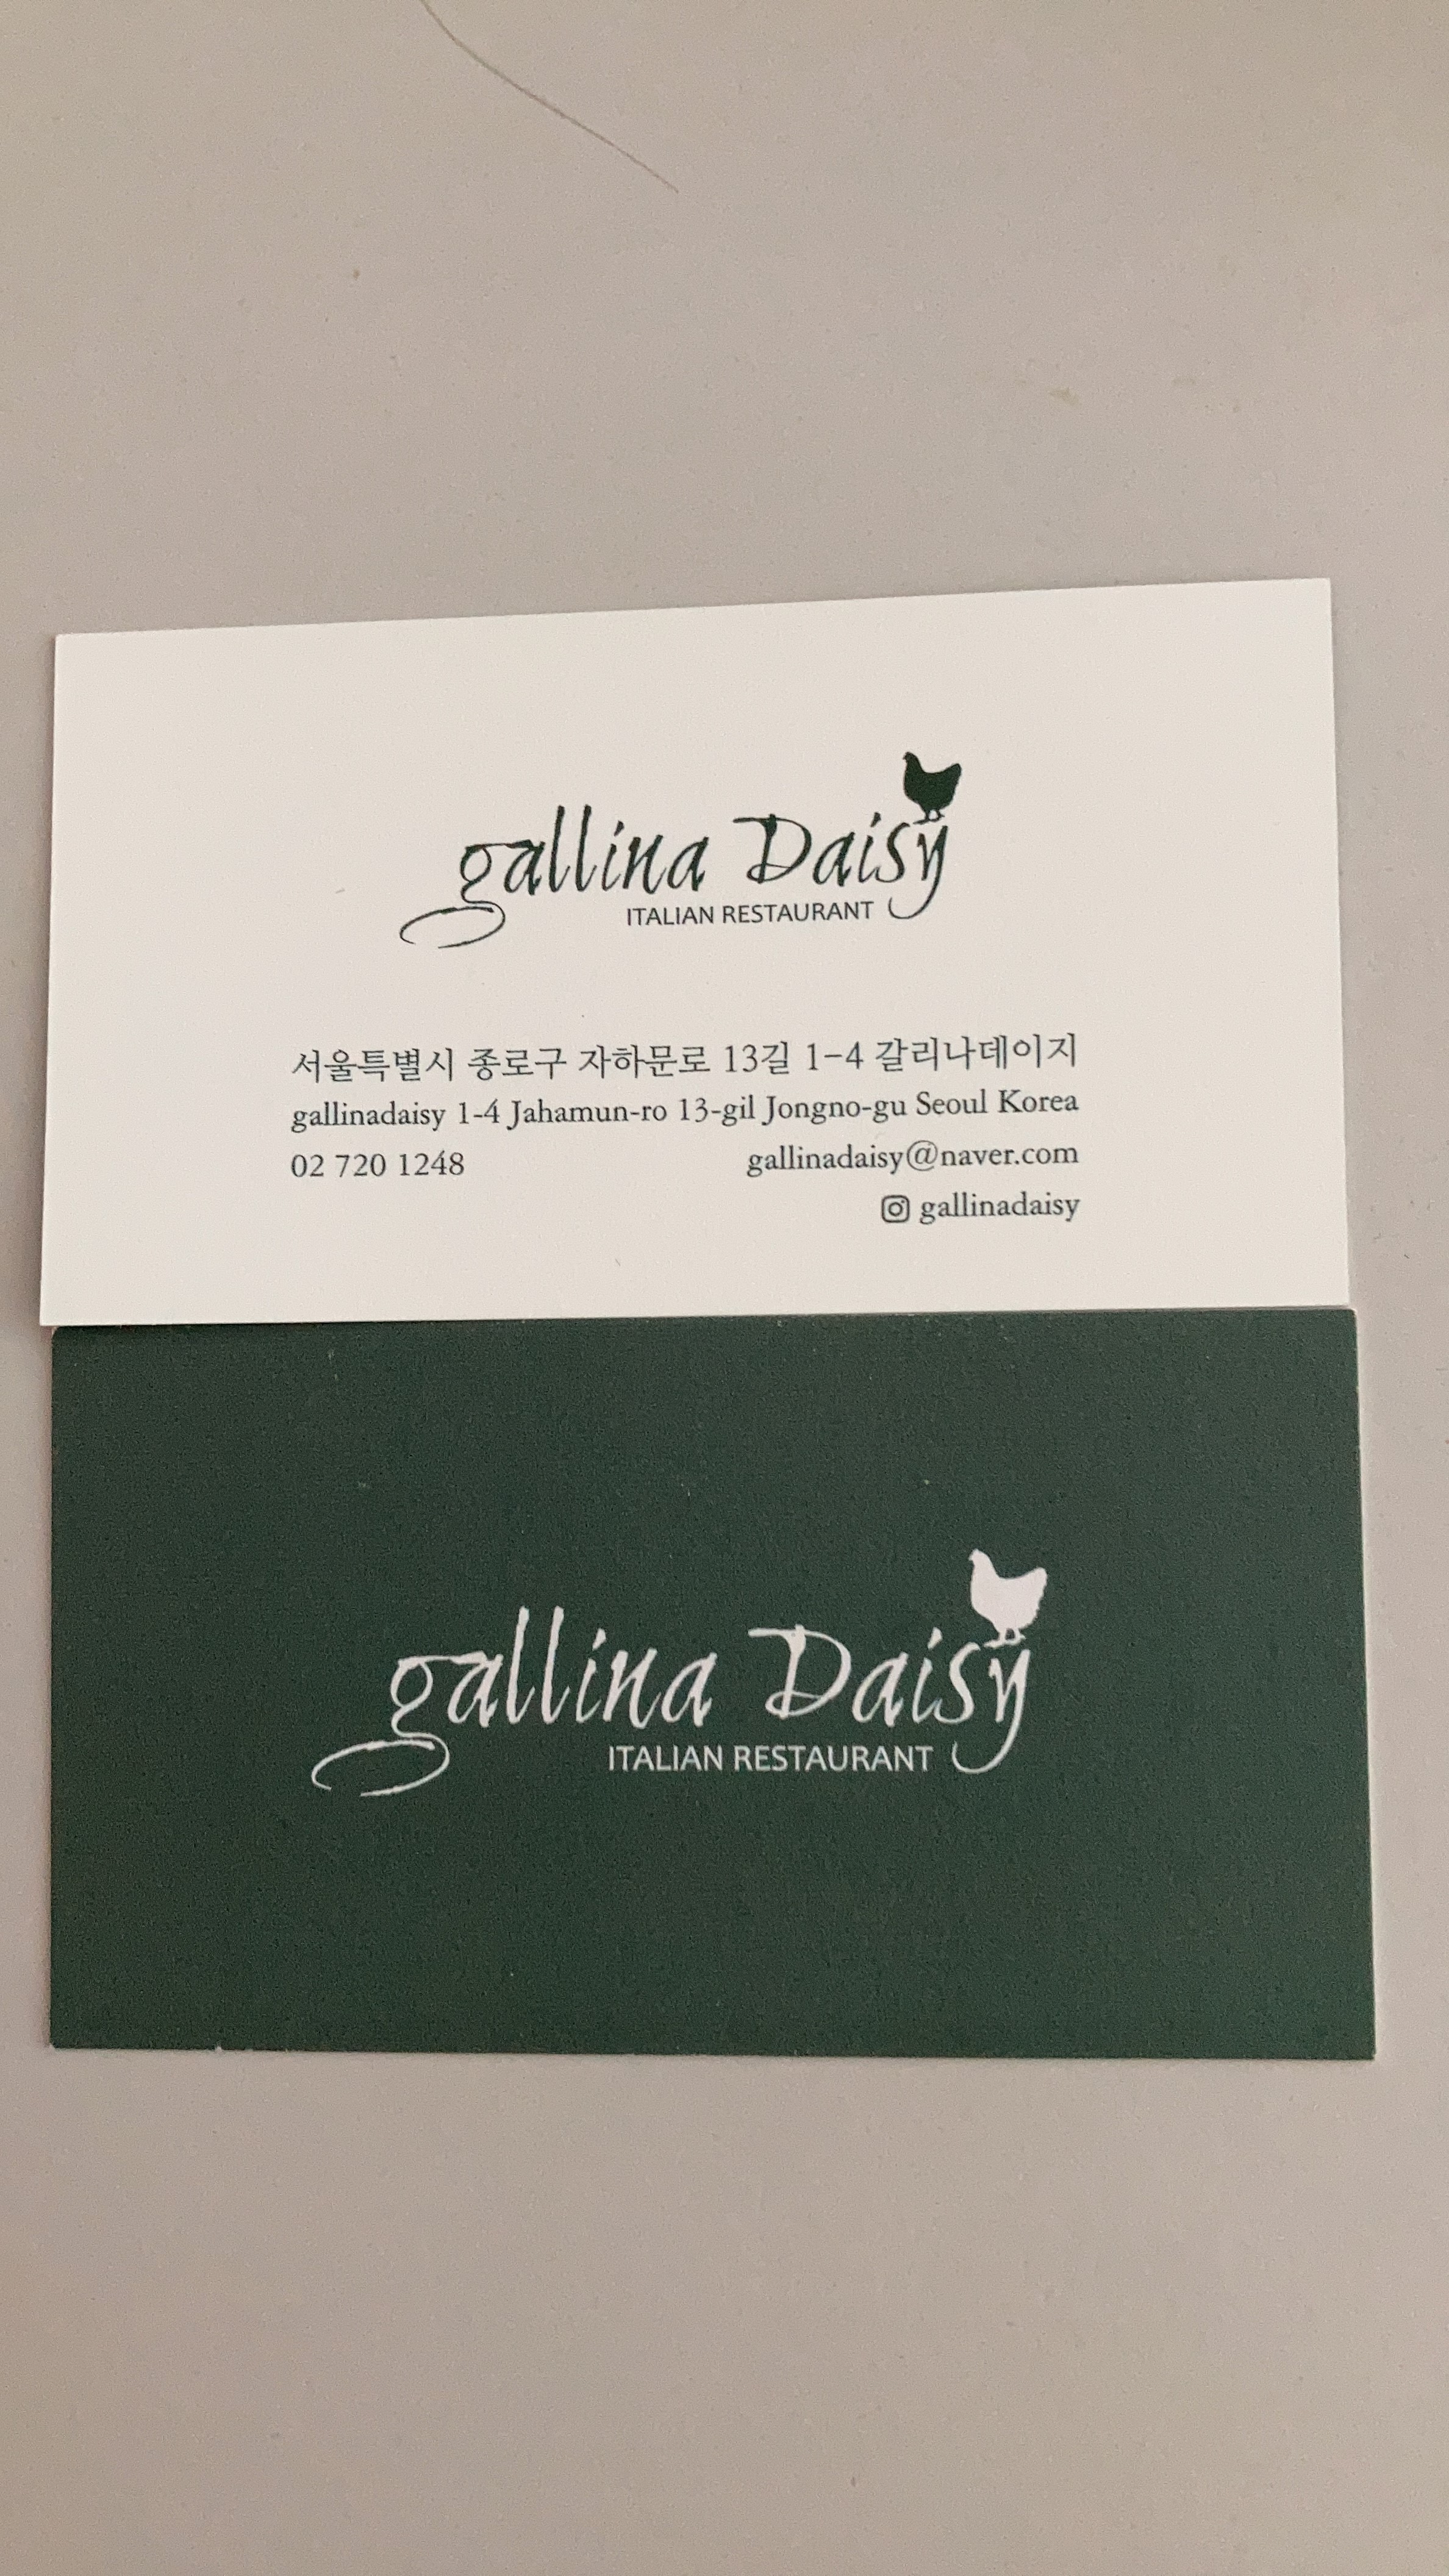 gallina Daisy
ITALIAN RESTAURANT
서울특별시 종로구 자하문로 13길 1-4 갈리나데이지
gallinadaisy 1-4 Jahamun-ro 13-gil Jongno-gu Seoul Korea
02 720 1248 gallinadaisy@naver.com
gallinadaisy
gallina Daisy
ITALIAN RESTAURANT